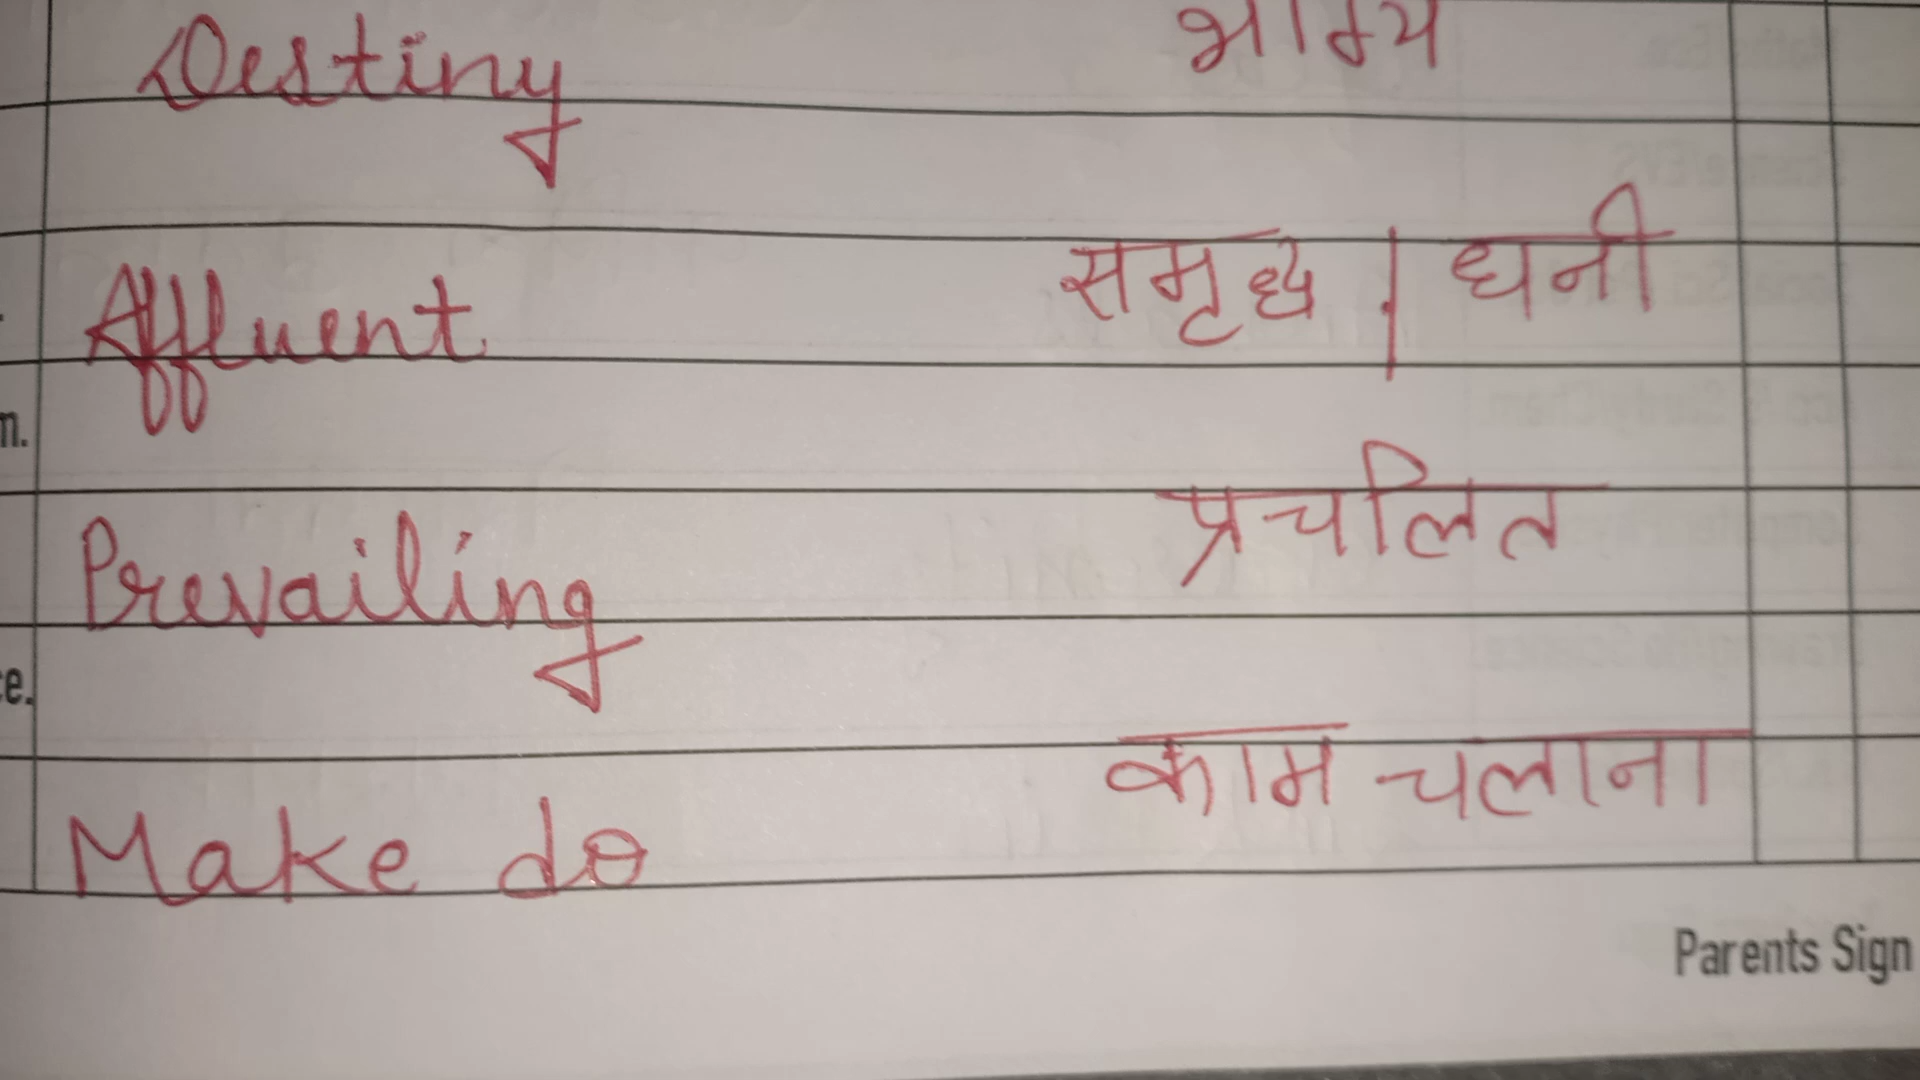 Destiny भाग्य
Affluent समृद्ध | धनी
n.
Prevailing प्रचलित
e.
Make do काम चलाना
Parents Sign